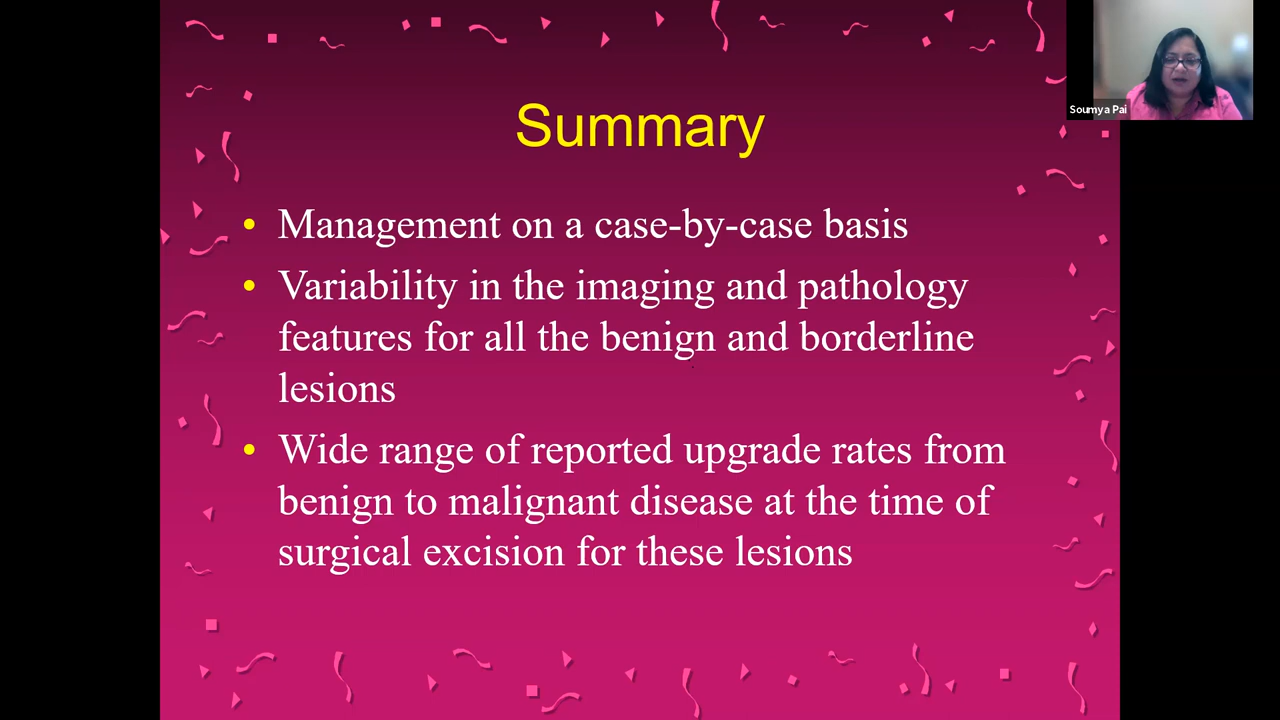 Soumya Pai
Summary
• Management on a case-by-case basis
• Variability in the imaging and pathology
features for all the benign and borderline
lesions
• Wide range of reported upgrade rates from
benign to malignant disease at the time of
surgical excision for these lesions